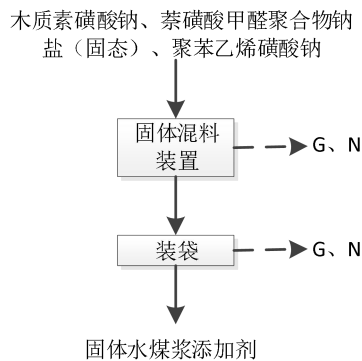 木质素磺酸钠、萘磺酸甲醛聚合物钠
盐（固态）、聚苯乙烯磺酸钠
固体混料
装置
G、N
装袋
G、N
固体水煤浆添加剂